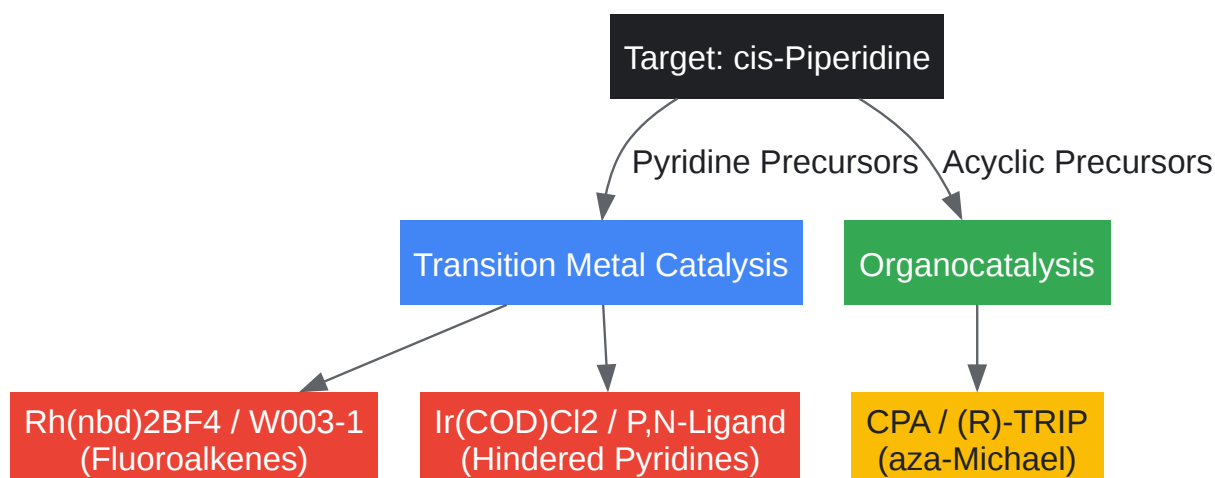 Target: cis-Piperidine
Pyridine Precursors
Acyclic Precursors
Transition Metal Catalysis
Organocatalysis
Rh(nbd)2BF4 / W003-1
(Fluoroalkenes)
Ir(COD)Cl2 / P,N-Ligand
(Hindered Pyridines)
CPA / (R)-TRIP
(aza-Michael)